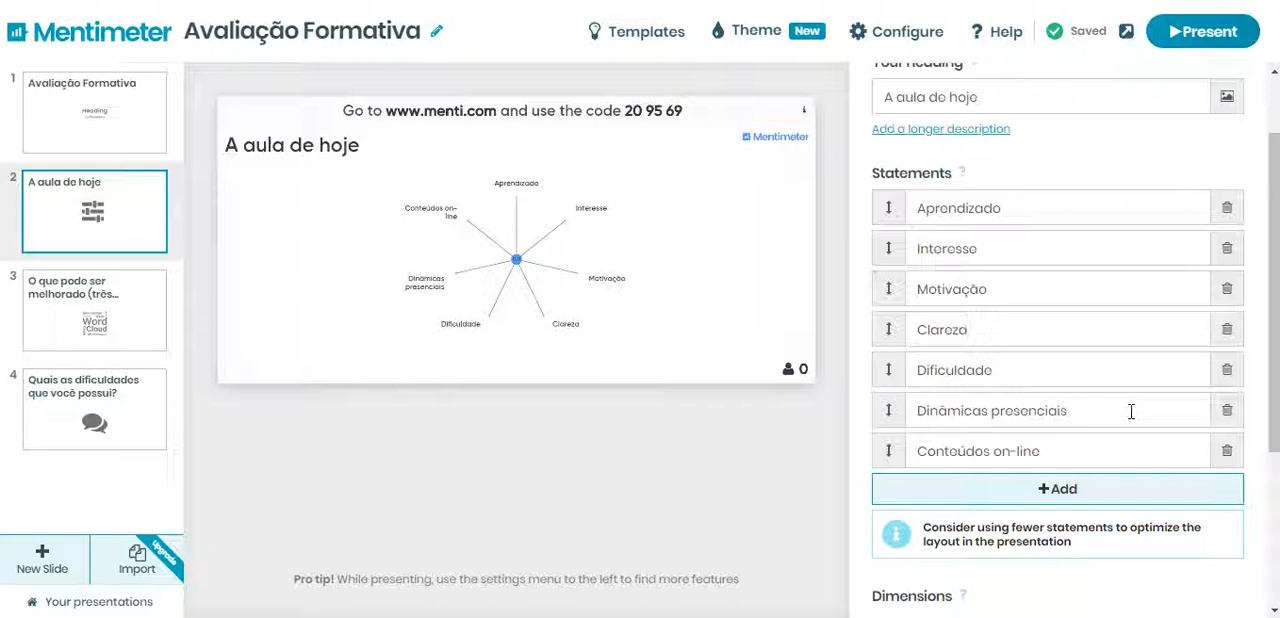 Mentimeter
Avaliação Formativa
Templates
Theme New
Configure
? Help
Saved
Present
1
Avaliação Formativa
Heading
2
A aula de hoje
3
O que pode ser
melhorado (três...
Word
Cloud
4
Quais as dificuldades
que você possui?
New Slide
Import
Upgrade
Your presentations
Go to www.menti.com and use the code 20 95 69
A aula de hoje
Mentimeter
Aprendizado
Conteúdos on-
line
Interesse
Dinâmicas
presenciais
Motivação
Dificuldade
Clareza
0
Pro tip! While presenting, use the settings menu to the left to find more features
Your heading
A aula de hoje
Add a longer description
Statements ?
Aprendizado
Interesse
Motivação
Clareza
Dificuldade
Dinâmicas presenciais
Conteúdos on-line
+Add
Consider using fewer statements to optimize the
layout in the presentation
Dimensions ?